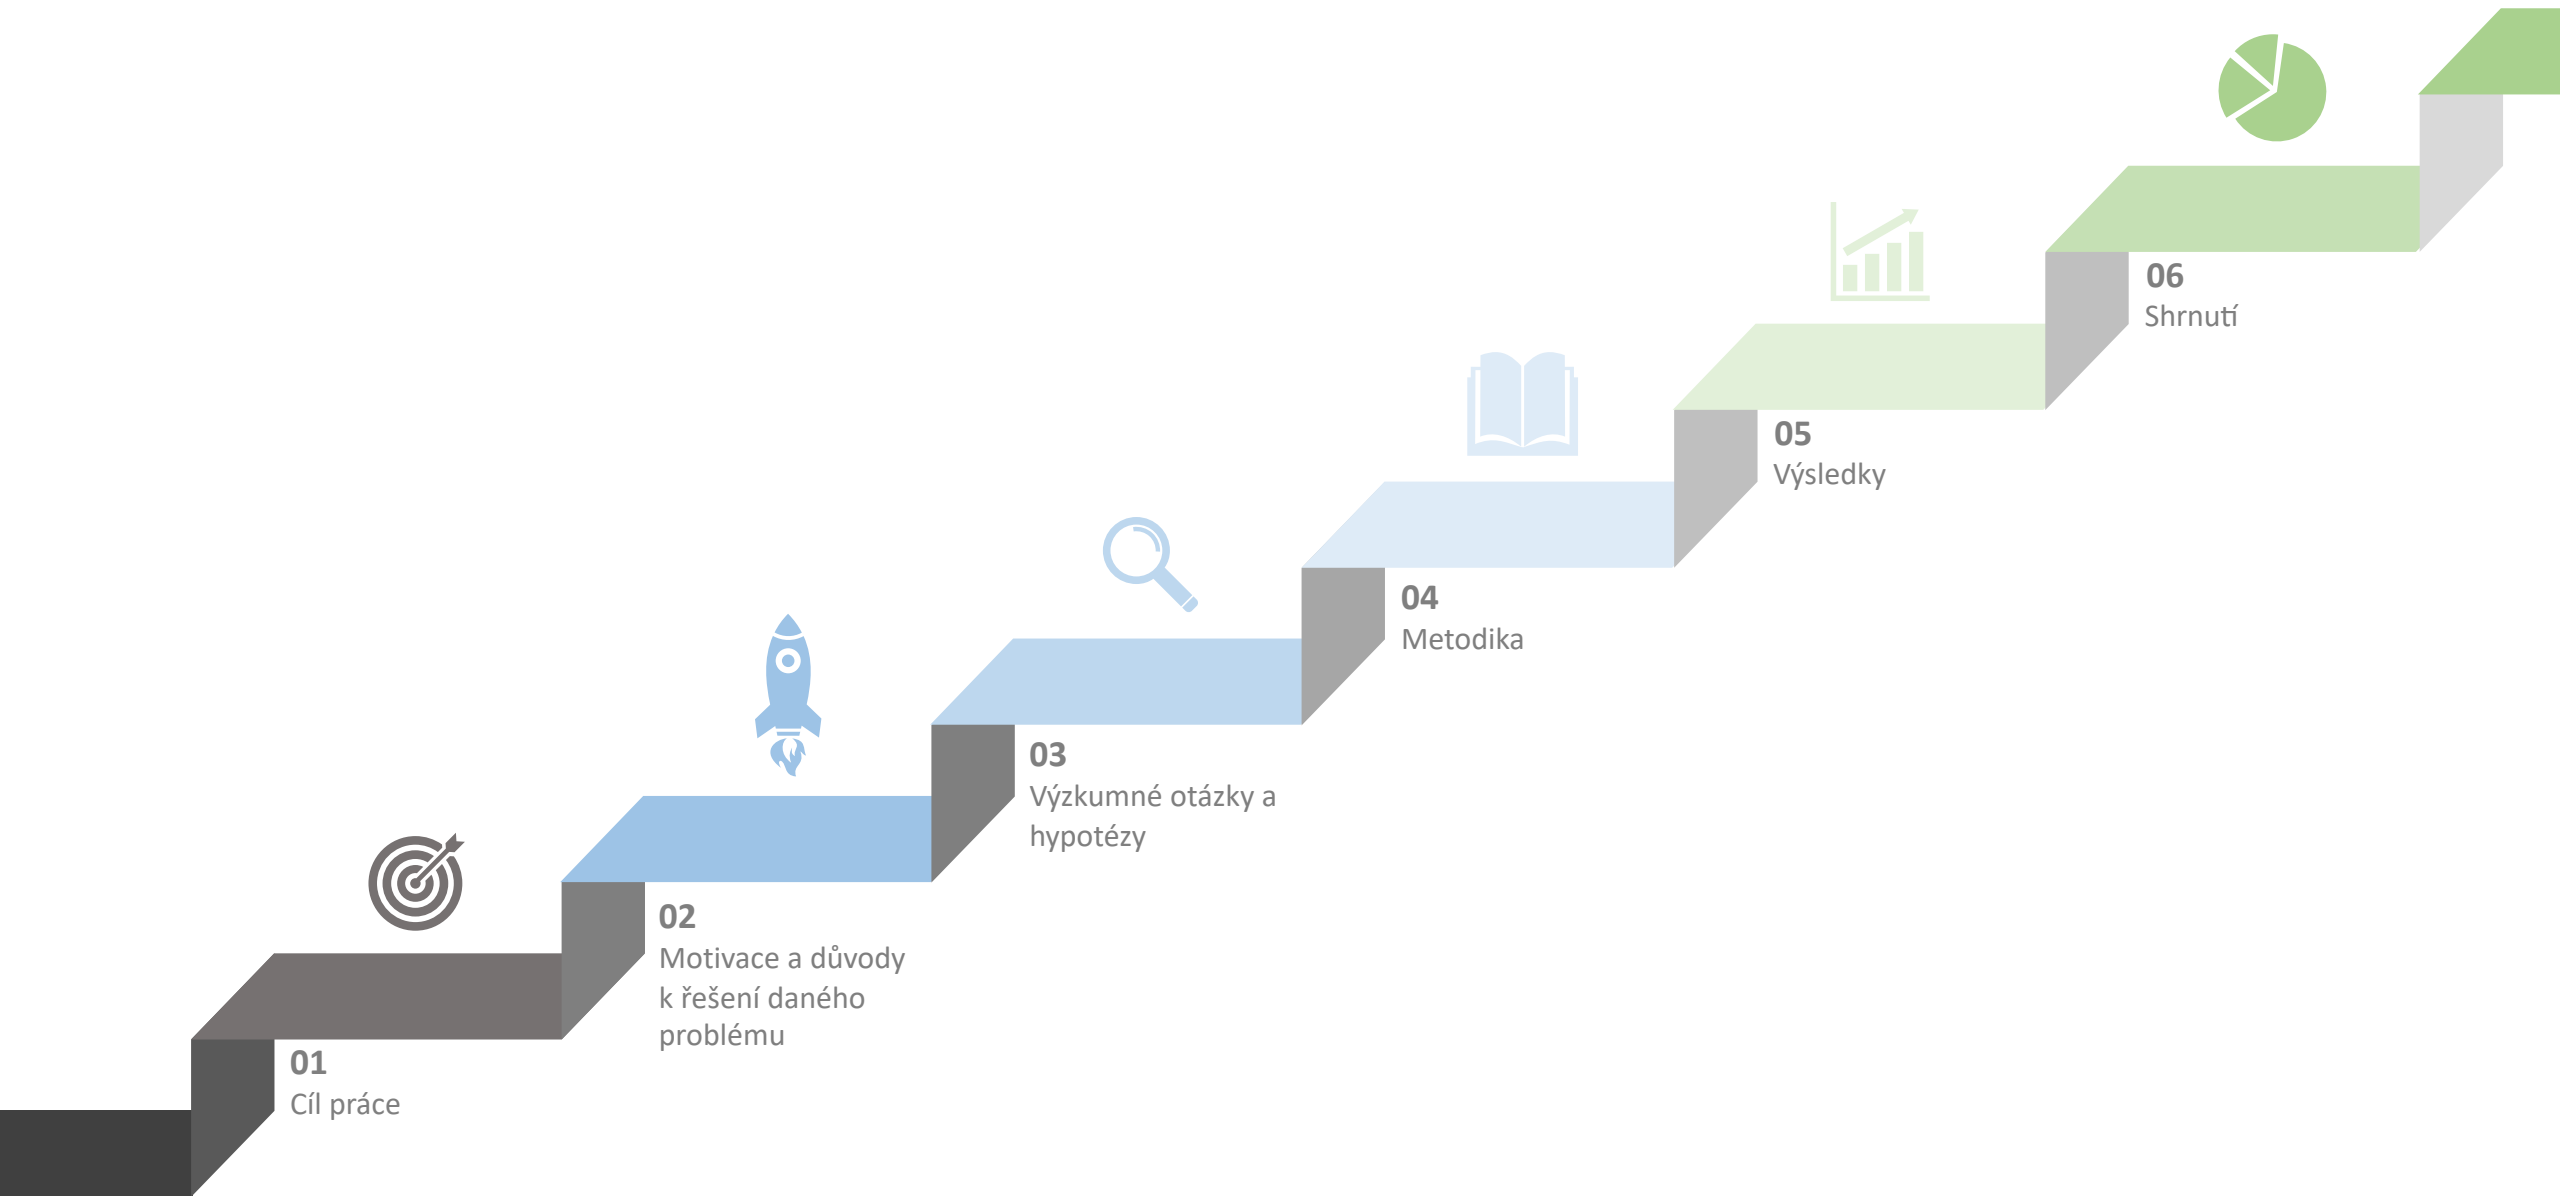 01
Cíl práce
02
Motivace a důvody
k řešení daného
problému
03
Výzkumné otázky a
hypotézy
04
Metodika
05
Výsledky
06
Shrnutí